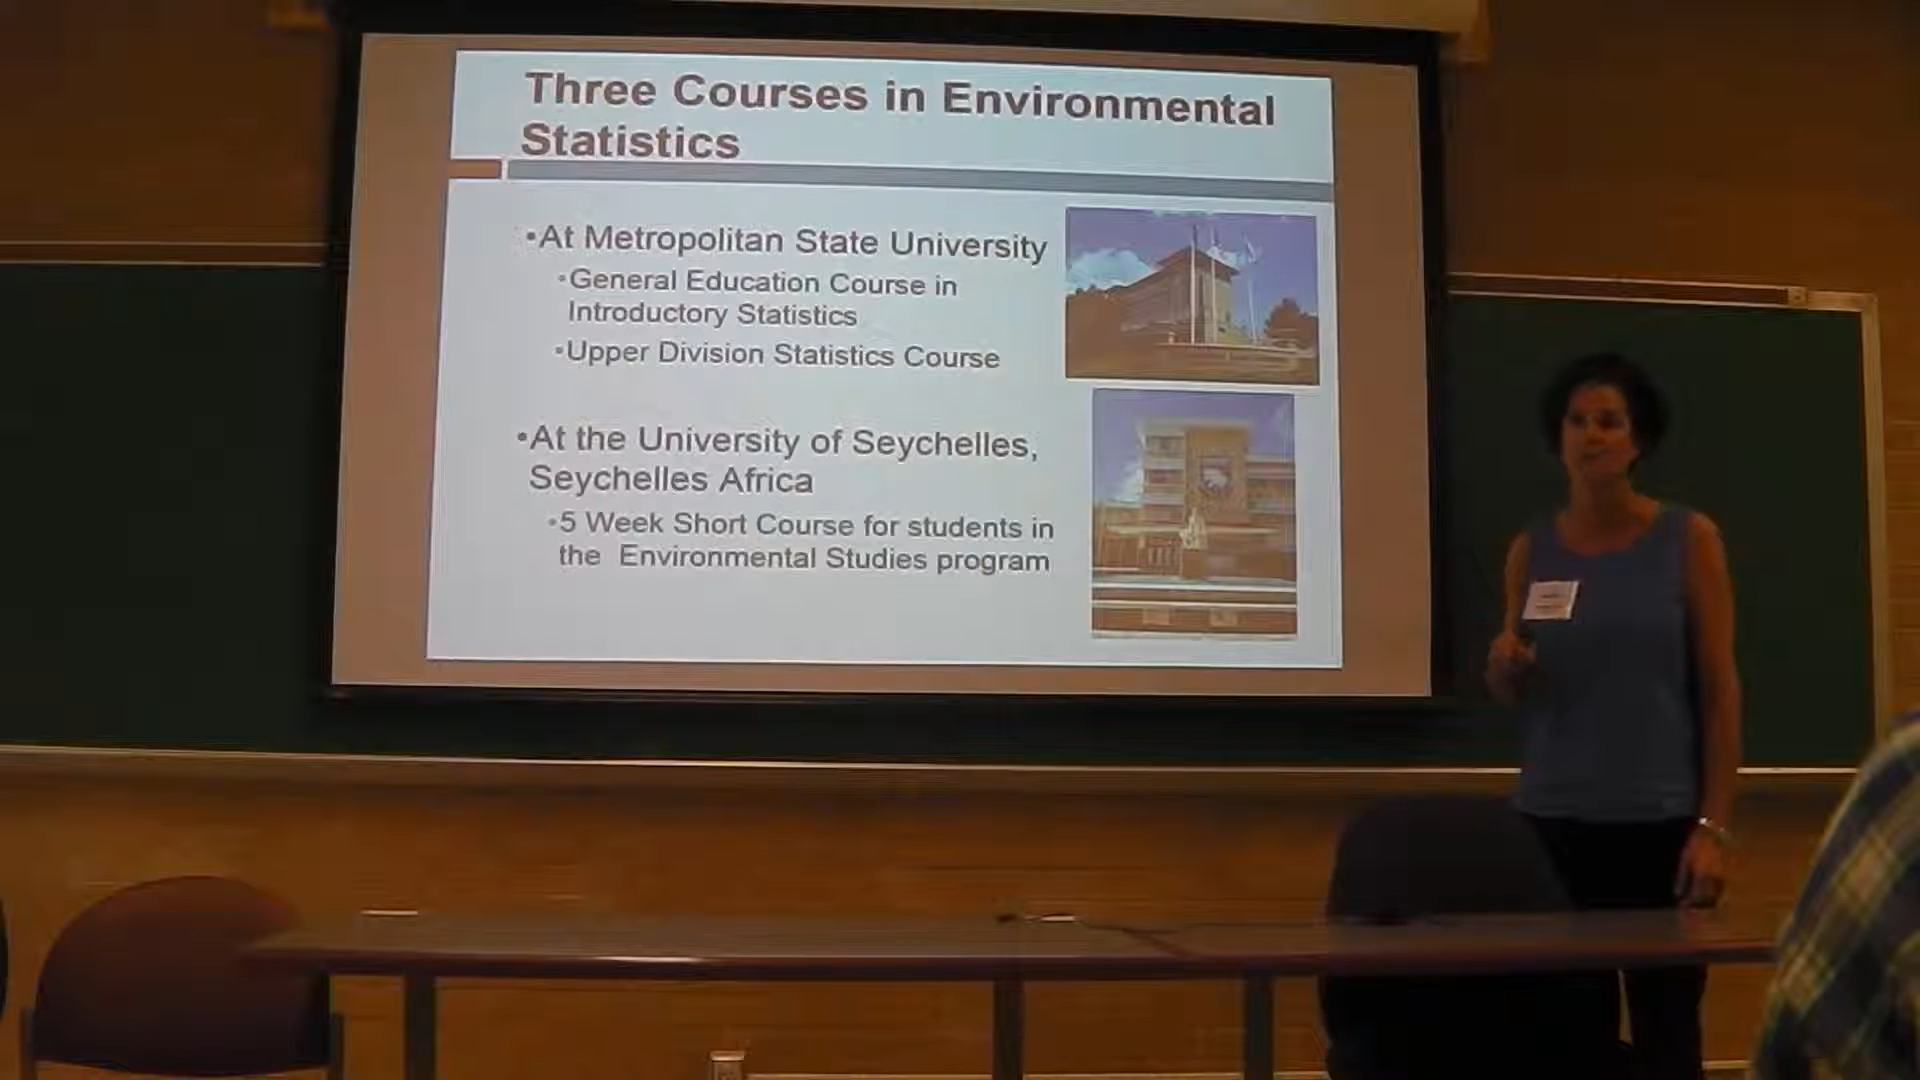 Three Courses in Environmental
Statistics
•At Metropolitan State University
•General Education Course in
Introductory Statistics
•Upper Division Statistics Course
•At the University of Seychelles,
Seychelles Africa
•5 Week Short Course for students in
the Environmental Studies program